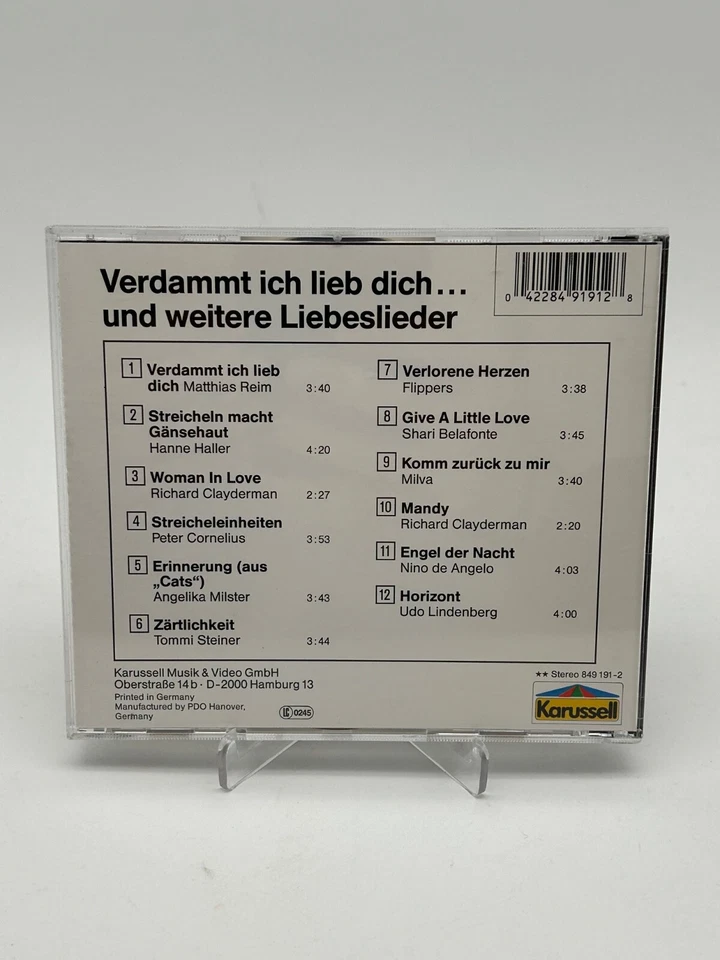 Verdammt ich lieb dich...
und weitere Liebeslieder
0 42284 91912 8
1 Verdammt ich lieb
dich Matthias Reim 3:40
2 Streicheln macht
Gänsehaut
Hanne Haller 4:20
3 Woman In Love
Richard Clayderman 2:27
4 Streicheleinheiten
Peter Cornelius 3:53
5 Erinnerung (aus
„Cats“)
Angelika Milster 3:43
6 Zärtlichkeit
Tommi Steiner 3:44
7 Verlorene Herzen
Flippers 3:38
8 Give A Little Love
Shari Belafonte 3:45
9 Komm zurück zu mir
Milva 3:40
10 Mandy
Richard Clayderman 2:20
11 Engel der Nacht
Nino de Angelo 4:03
12 Horizont
Udo Lindenberg 4:00
Karussell Musik & Video GmbH
Oberstraße 14b · D-2000 Hamburg 13
Printed in Germany
Manufactured by PDO Hanover,
Germany
LC 0245
★★ Stereo 849 191-2
Karussell